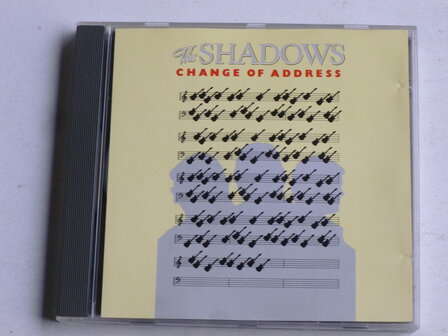 The SHADOWS
CHANGE OF ADDRESS